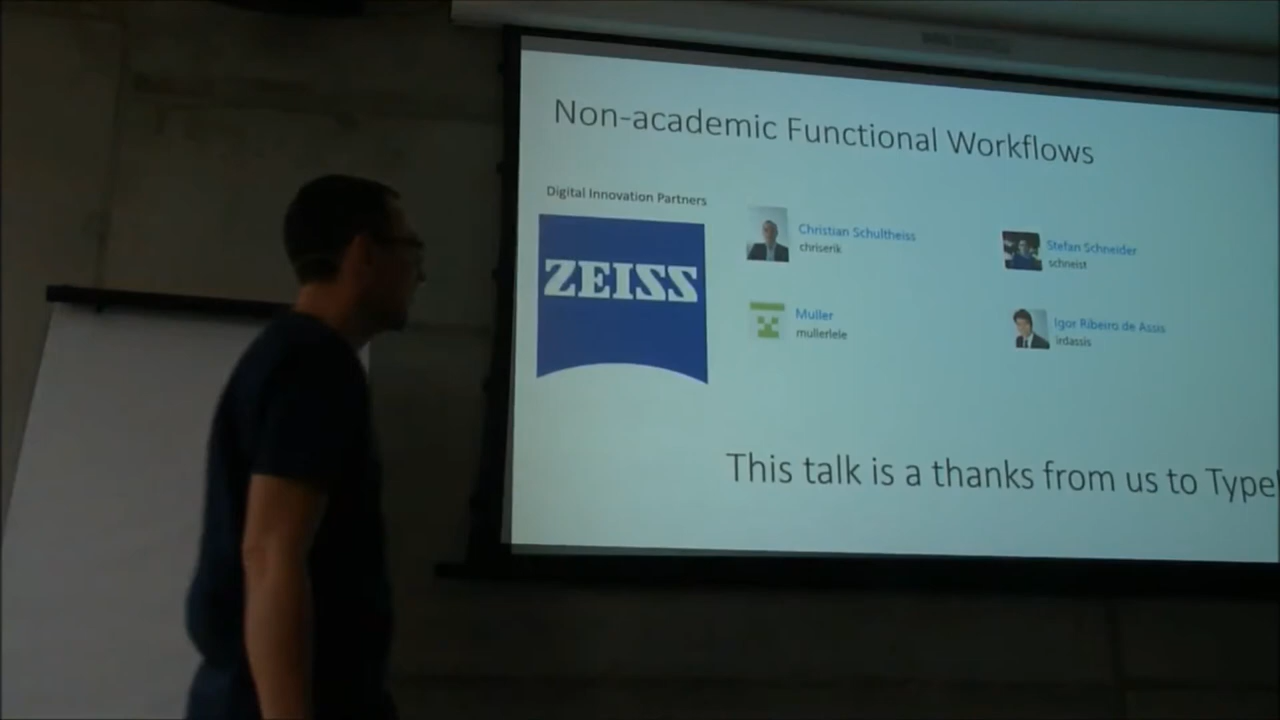 Non-academic Functional Workflows
Digital Innovation Partners
ZEISS
Christian Schultheiss
chriserik
Stefan Schneider
schneist
Muller
mullerlele
Igor Ribeiro de Assis
irdassis
This talk is a thanks from us to Type